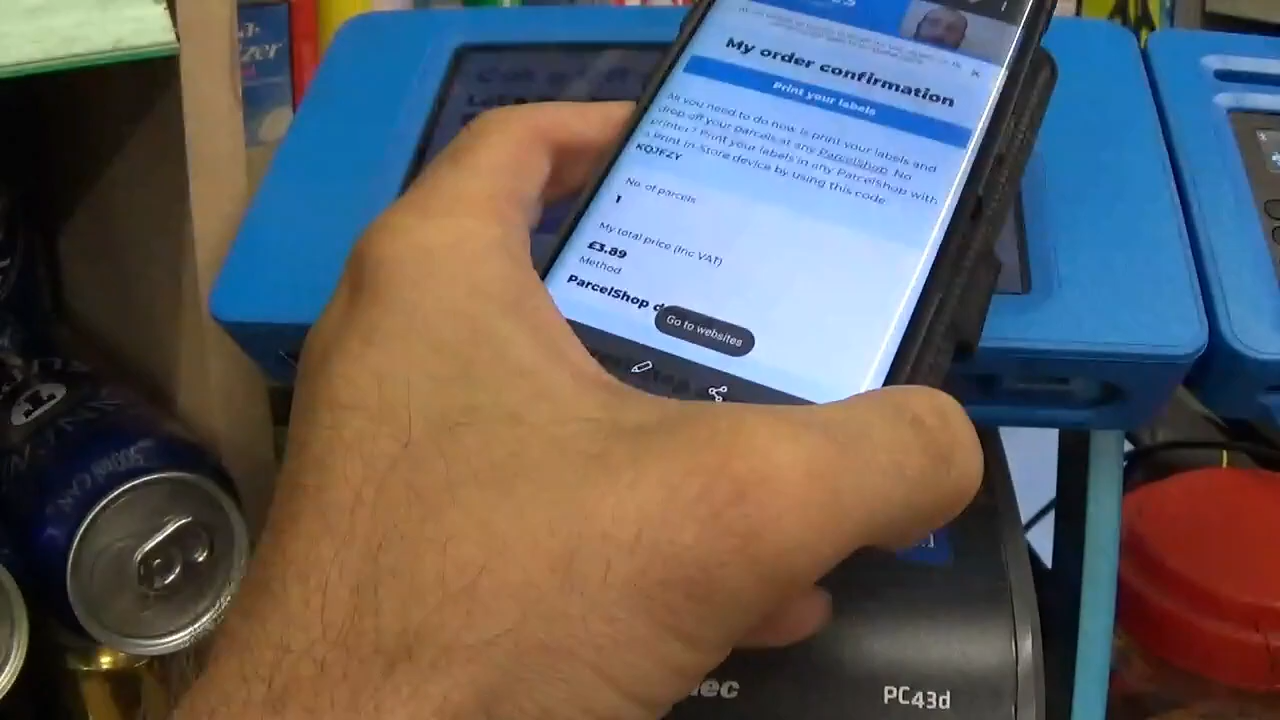 My order confirmation
Print your labels
All you need to do now is print your labels and
drop off your parcels at any Parcelshop. No
printer? Print your labels in any ParcelShop with
a Print In-Store device by using this code
KQJFZY
No. of parcels
1
My total price (inc VAT)
£3.89
Method
ParcelShop d
Go to websites
500ml CAN
PC43d